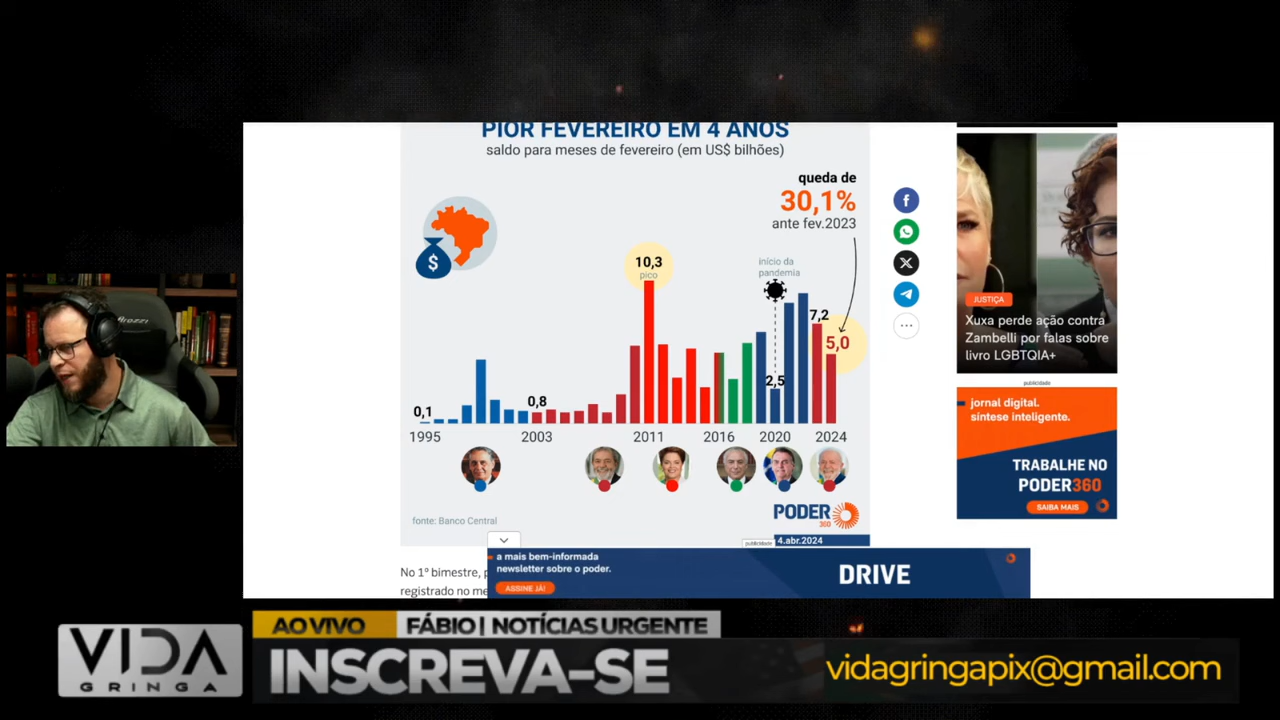 PIOR FEVEREIRO EM 4 ANOS
saldo para meses de fevereiro (em US$ bilhões)
queda de
30,1%
ante fev.2023
$
10,3
pico
início da
pandemia
7,2
5,0
2,5
0,1
0,8
1995 2003 2011 2016 2020 2024
fonte: Banco Central
PODER
360
publicidade
4.abr.2024
No 1º bimestre, p
registrado no me
a mais bem-informada
newsletter sobre o poder.
ASSINE JÁ!
DRIVE
JUSTIÇA
Xuxa perde ação contra
Zambelli por falas sobre
livro LGBTQIA+
publicidade
jornal digital.
síntese inteligente.
TRABALHE NO
PODER360
SAIBA MAIS
VIDA
GRINGA
AO VIVO
FÁBIO | NOTÍCIAS URGENTE
INSCREVA-SE
vidagringapix@gmail.com